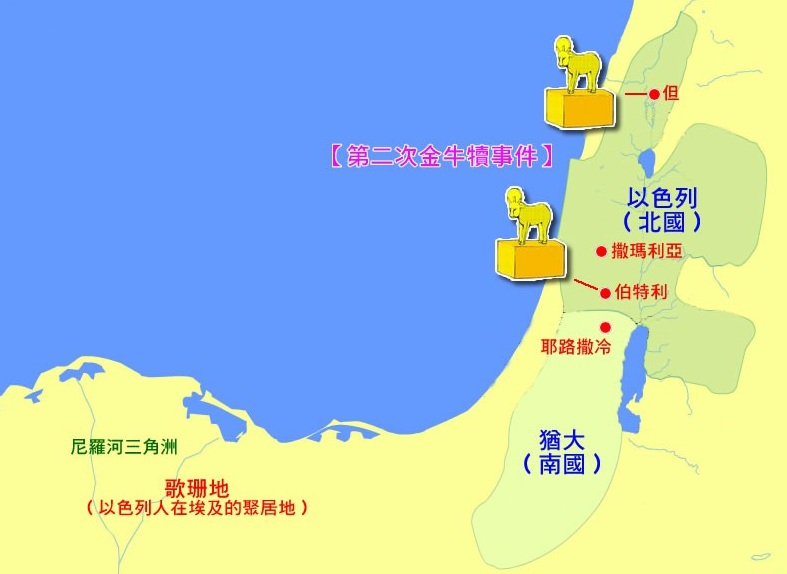 但
【第二次金牛犢事件】
以色列
（北國）
撒瑪利亞
伯特利
耶路撒冷
猶大
（南國）
尼羅河三角洲
歌珊地
（以色列人在埃及的聚居地）